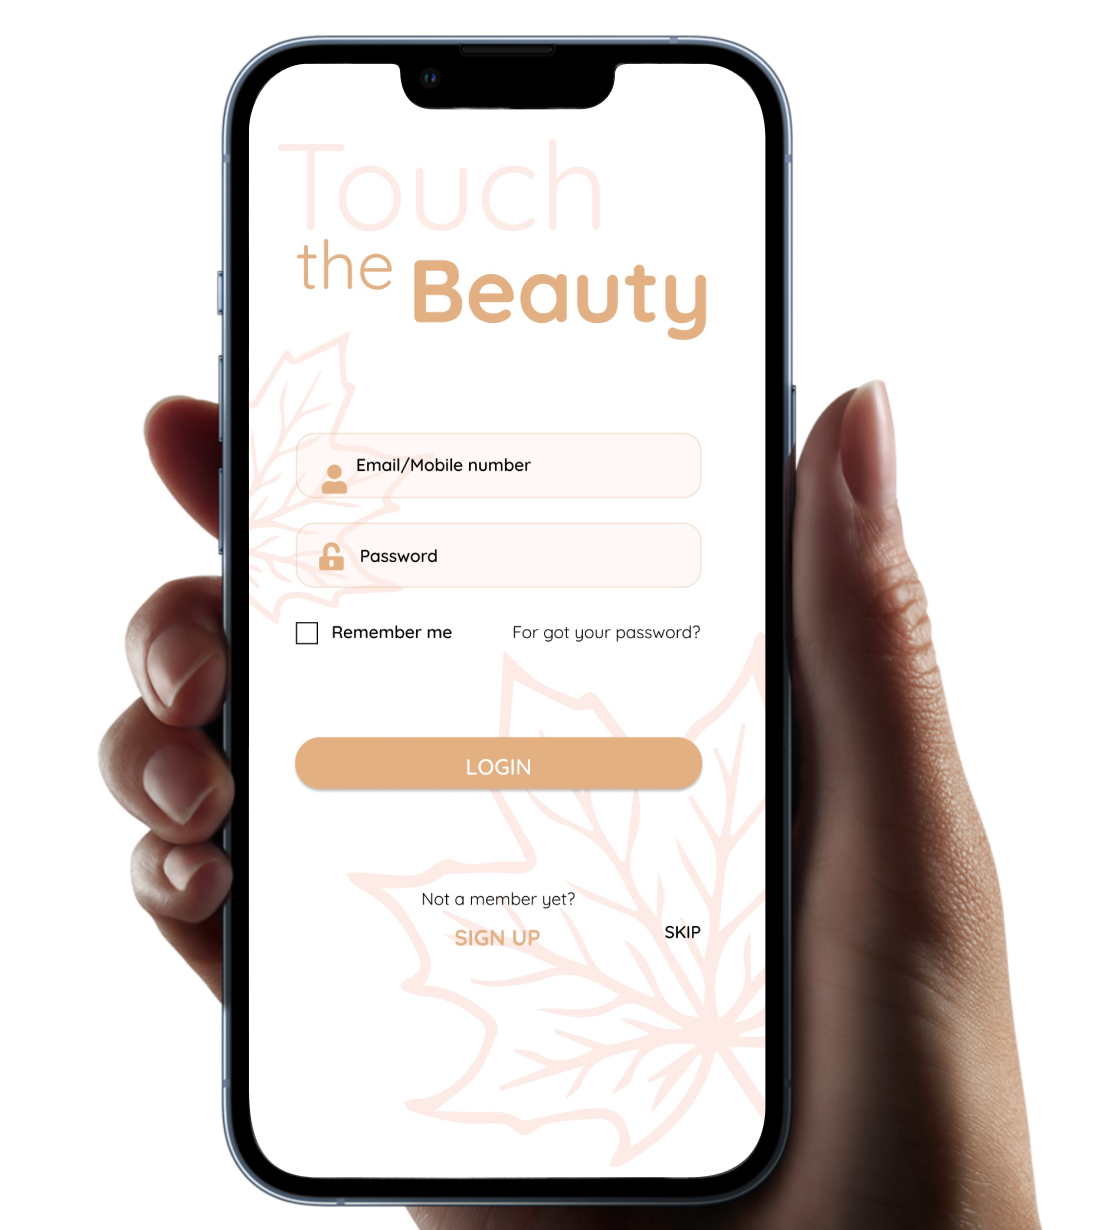 Touch
the Beauty
Email/Mobile number
Password
Remember me For got your password?
LOGIN
Not a member yet?
SIGN UP
SKIP